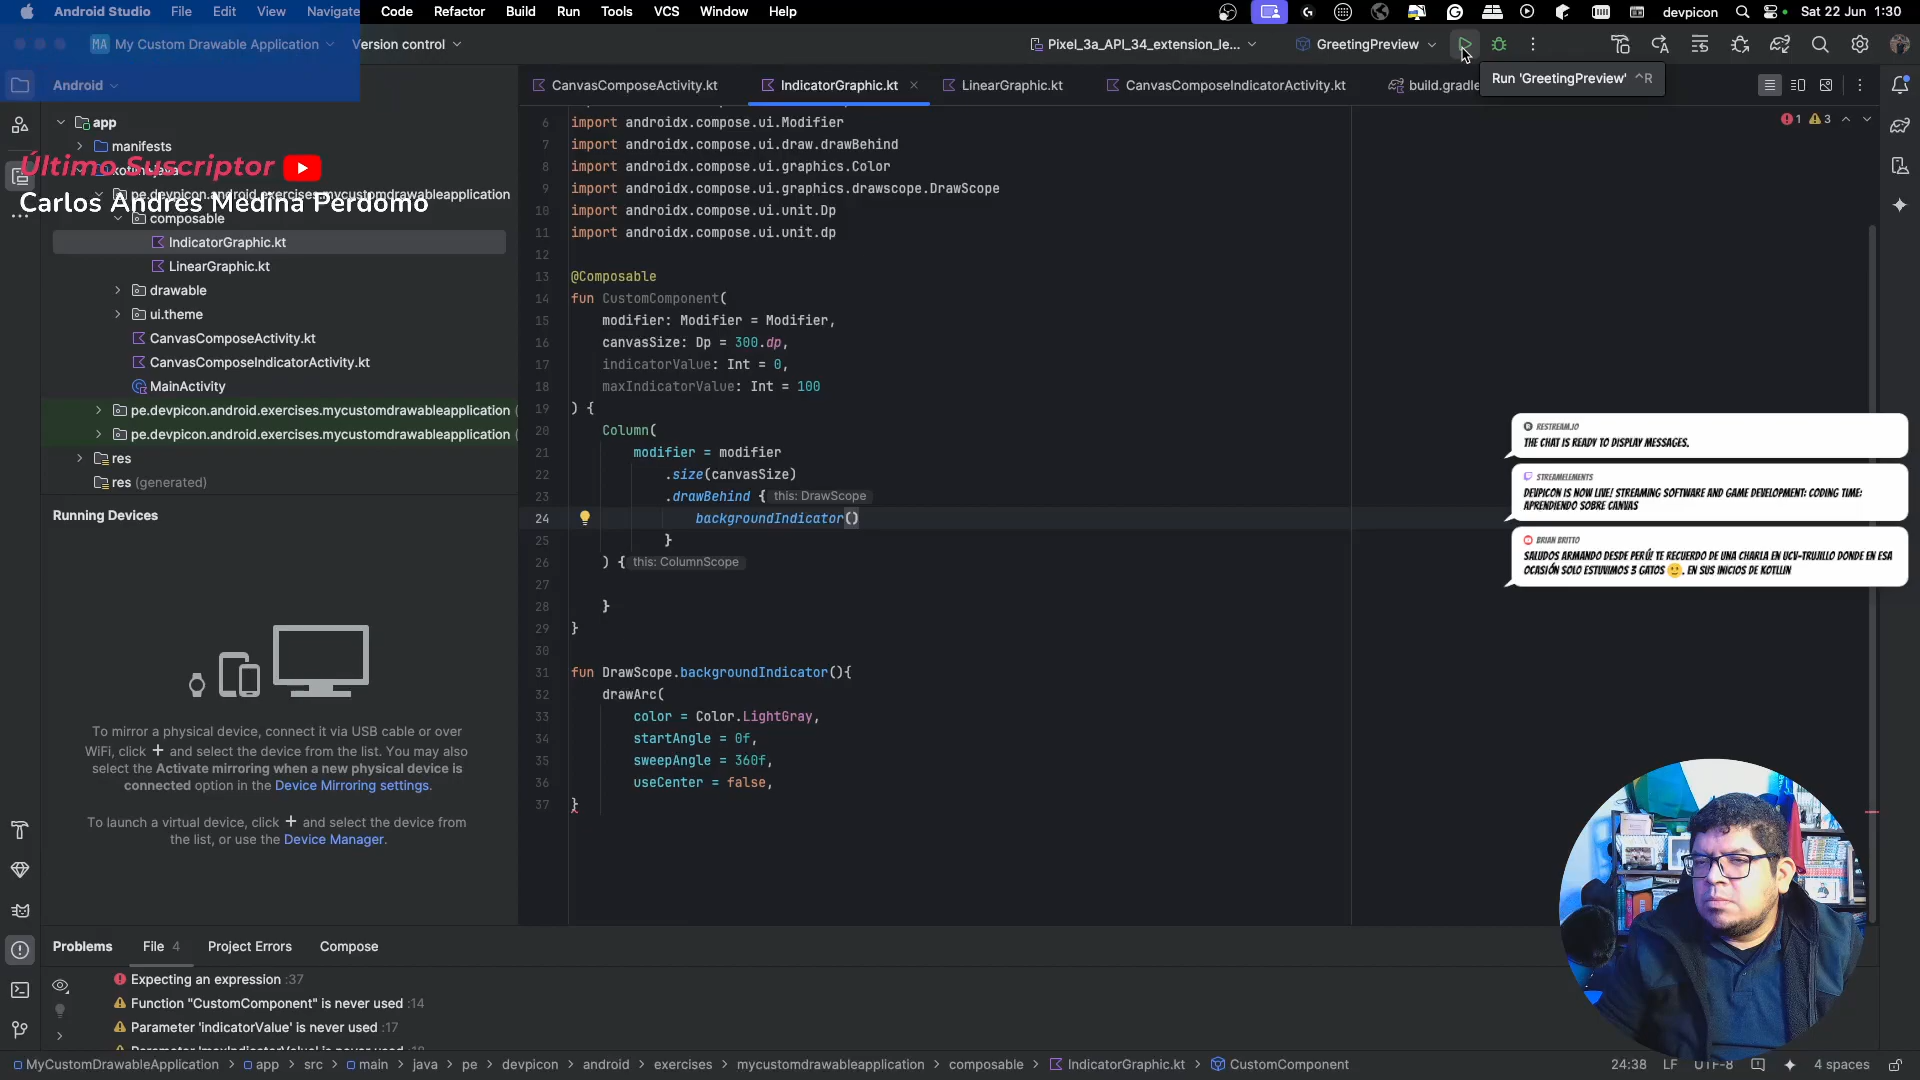 Android Studio File Edit View Navigate Code Refactor Build Run Tools VCS Window Help devpicon Sat 22 Jun 1:30
MA My Custom Drawable Application Version control Pixel_3a_API_34_extension_le... GreetingPreview
Run 'GreetingPreview' ^R
Android
CanvasComposeActivity.kt IndicatorGraphic.kt LinearGraphic.kt CanvasComposeIndicatorActivity.kt build.gradle
app
manifests
Último Suscriptor
pe.devpicon.android.exercises.mycustomdrawableapplication
Carlos Andres Medina Perdomo
composable
IndicatorGraphic.kt
LinearGraphic.kt
drawable
ui.theme
CanvasComposeActivity.kt
CanvasComposeIndicatorActivity.kt
MainActivity
pe.devpicon.android.exercises.mycustomdrawableapplication (
pe.devpicon.android.exercises.mycustomdrawableapplication (
res
res (generated)
Running Devices
To mirror a physical device, connect it via USB cable or over
WiFi, click + and select the device from the list. You may also
select the Activate mirroring when a new physical device is
connected option in the Device Mirroring settings.
To launch a virtual device, click + and select the device from
the list, or use the Device Manager.
1 3
6 import androidx.compose.ui.Modifier
7 import androidx.compose.ui.draw.drawBehind
8 import androidx.compose.ui.graphics.Color
9 import androidx.compose.ui.graphics.drawscope.DrawScope
10 import androidx.compose.ui.unit.Dp
11 import androidx.compose.ui.unit.dp
12
13 @Composable
14 fun CustomComponent(
15 modifier: Modifier = Modifier,
16 canvasSize: Dp = 300.dp,
17 indicatorValue: Int = 0,
18 maxIndicatorValue: Int = 100
19 ) {
20 Column(
21 modifier = modifier
22 .size(canvasSize)
23 .drawBehind { this: DrawScope
24 backgroundIndicator()
25 }
26 ) { this: ColumnScope
27
28 }
29 }
30
31 fun DrawScope.backgroundIndicator(){
32 drawArc(
33 color = Color.LightGray,
34 startAngle = 0f,
35 sweepAngle = 360f,
36 useCenter = false,
37 }
RESTREAM.IO
THE CHAT IS READY TO DISPLAY MESSAGES.
STREAMELEMENTS
DEVPICON IS NOW LIVE! STREAMING SOFTWARE AND GAME DEVELOPMENT: CODING TIME:
APRENDIENDO SOBRE CANVAS
BRIAN BRITTO
SALUDOS ARMANDO DESDE PERÚ! TE RECUERDO DE UNA CHARLA EN UCV-TRUJILLO DONDE EN ESA
OCASIÓN SOLO ESTUVIMOS 3 GATOS 🙂. EN SUS INICIOS DE KOTLLIN
Problems File 4 Project Errors Compose
Expecting an expression :37
Function "CustomComponent" is never used :14
Parameter 'indicatorValue' is never used :17
MyCustomDrawableApplication > app > src > main > java > pe > devpicon > android > exercises > mycustomdrawableapplication > composable > IndicatorGraphic.kt > CustomComponent 24:38 LF UTF-8 4 spaces